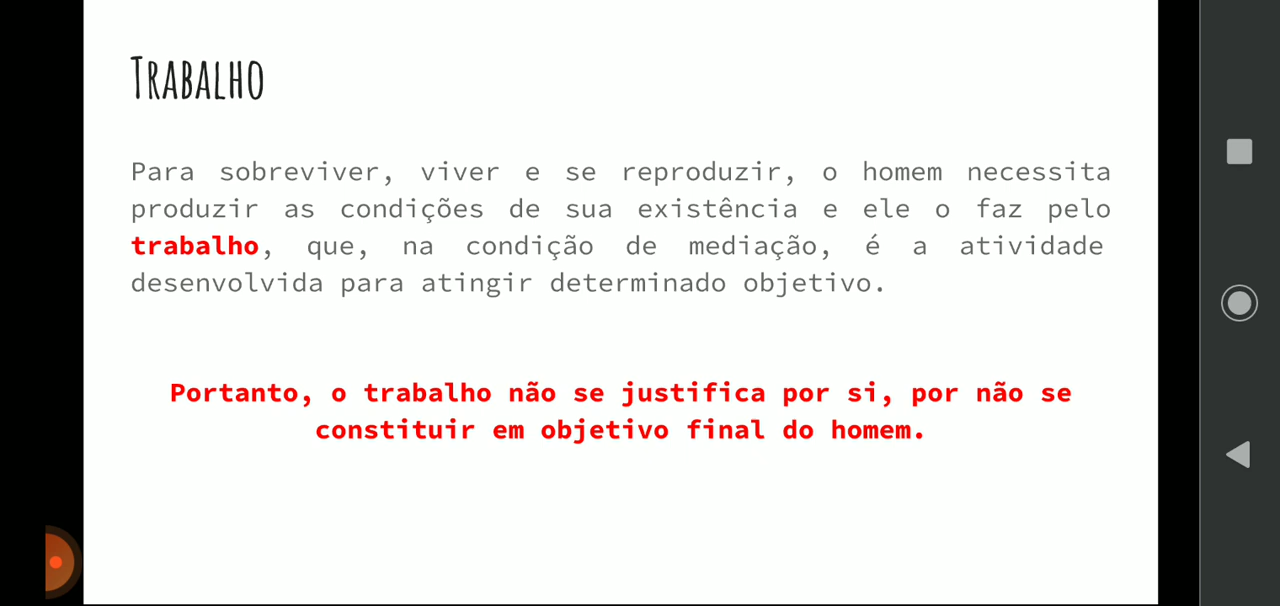 TRABALHO
Para sobreviver, viver e se reproduzir, o homem necessita
produzir as condições de sua existência e ele o faz pelo
trabalho, que, na condição de mediação, é a atividade
desenvolvida para atingir determinado objetivo.
Portanto, o trabalho não se justifica por si, por não se
constituir em objetivo final do homem.